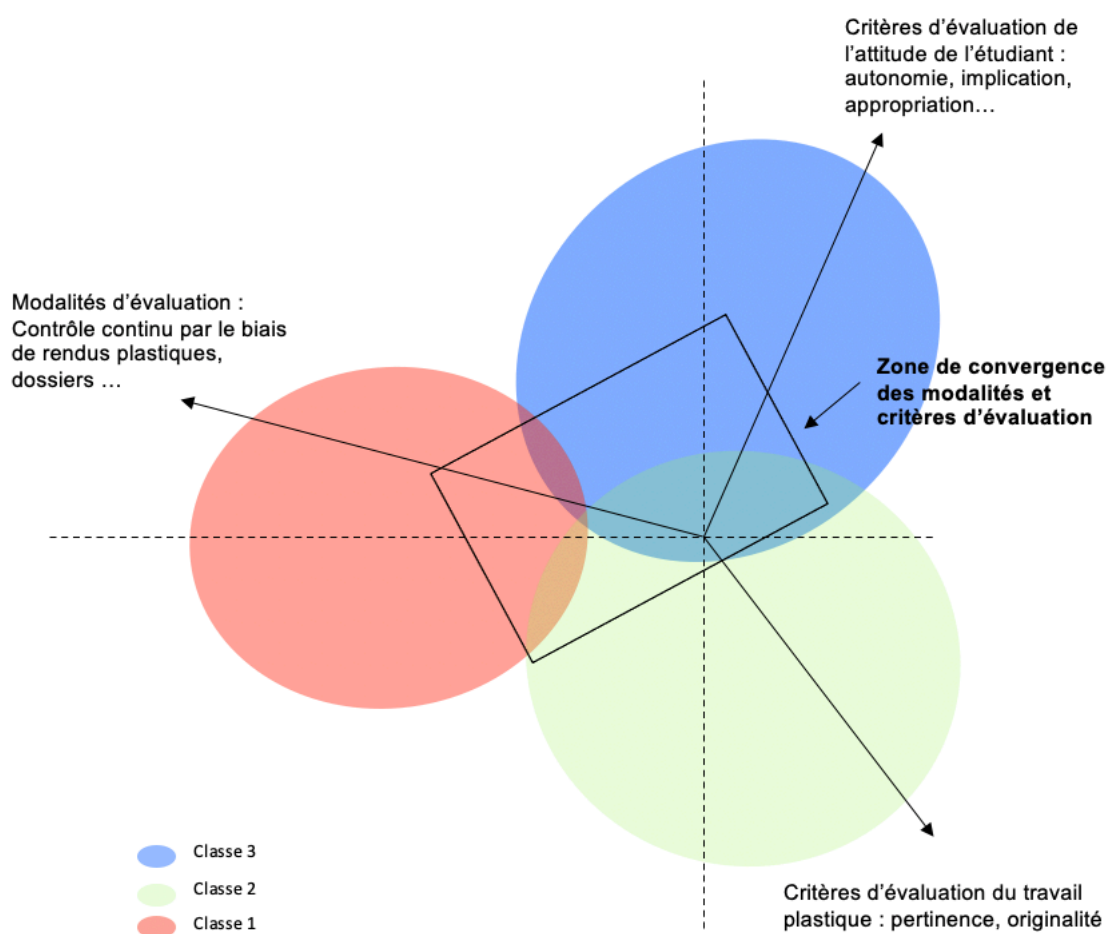 Critères d’évaluation de
l’attitude de l’étudiant :
autonomie, implication,
appropriation…
Modalités d’évaluation :
Contrôle continu par le biais
de rendus plastiques,
dossiers …
Zone de convergence
des modalités et
critères d’évaluation
Classe 3
Classe 2
Classe 1
Critères d’évaluation du travail
plastique : pertinence, originalité